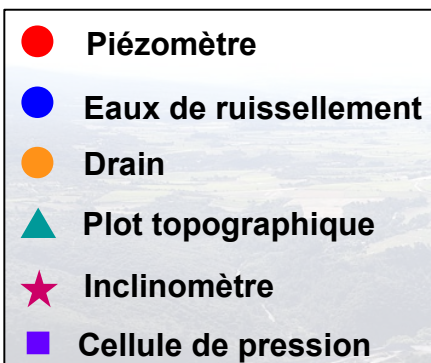 Piézomètre
Eaux de ruissellement
Drain
Plot topographique
Inclinomètre
Cellule de pression